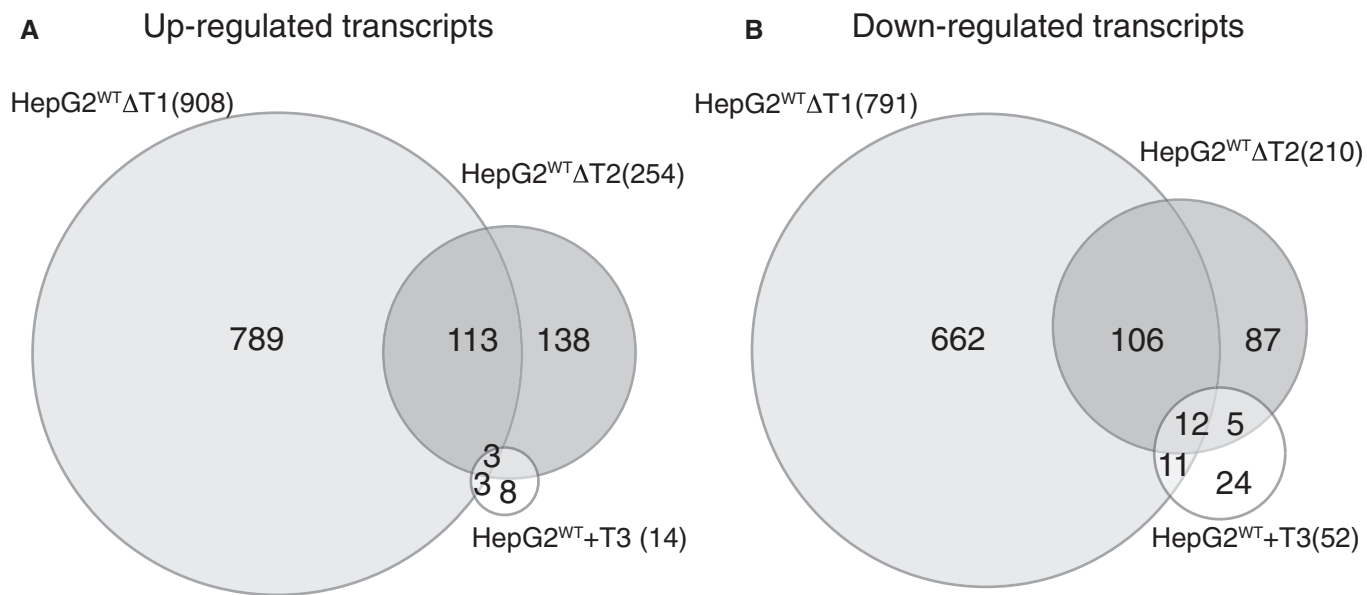 A Up-regulated transcripts
HepG2ᵂᵀΔT1(908)
HepG2ᵂᵀΔT2(254)
789 113 138
3
3 8
HepG2ᵂᵀ+T3 (14)
B Down-regulated transcripts
HepG2ᵂᵀΔT1(791)
HepG2ᵂᵀΔT2(210)
662 106 87
12 5
11
24
HepG2ᵂᵀ+T3(52)